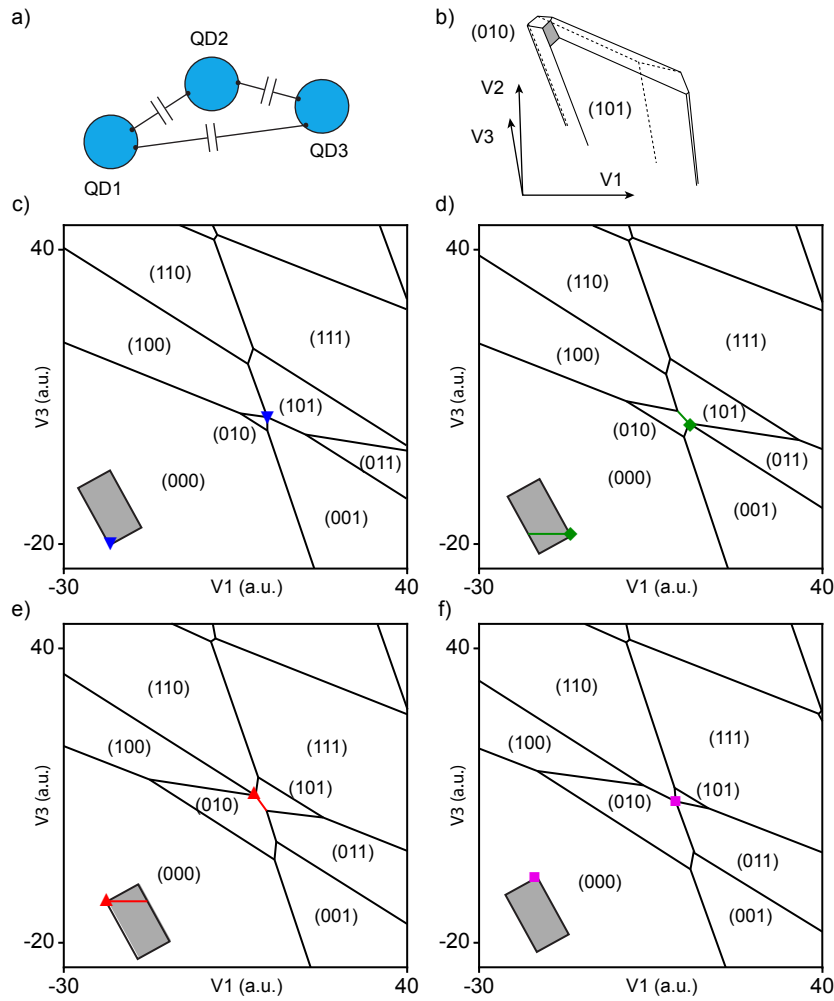 a)
QD1
QD2
QD3
b)
(010)
(101)
V2
V3
V1
c)
40
-20
-30
40
V3 (a.u.)
V1 (a.u.)
(110)
(111)
(100)
(101)
(010)
(011)
(000)
(001)
d)
40
-20
-30
40
V3 (a.u.)
V1 (a.u.)
(110)
(111)
(100)
(101)
(010)
(011)
(000)
(001)
e)
40
-20
-30
40
V3 (a.u.)
V1 (a.u.)
(110)
(111)
(100)
(101)
(010)
(011)
(000)
(001)
f)
40
-20
-30
40
V3 (a.u.)
V1 (a.u.)
(110)
(111)
(100)
(101)
(010)
(011)
(000)
(001)